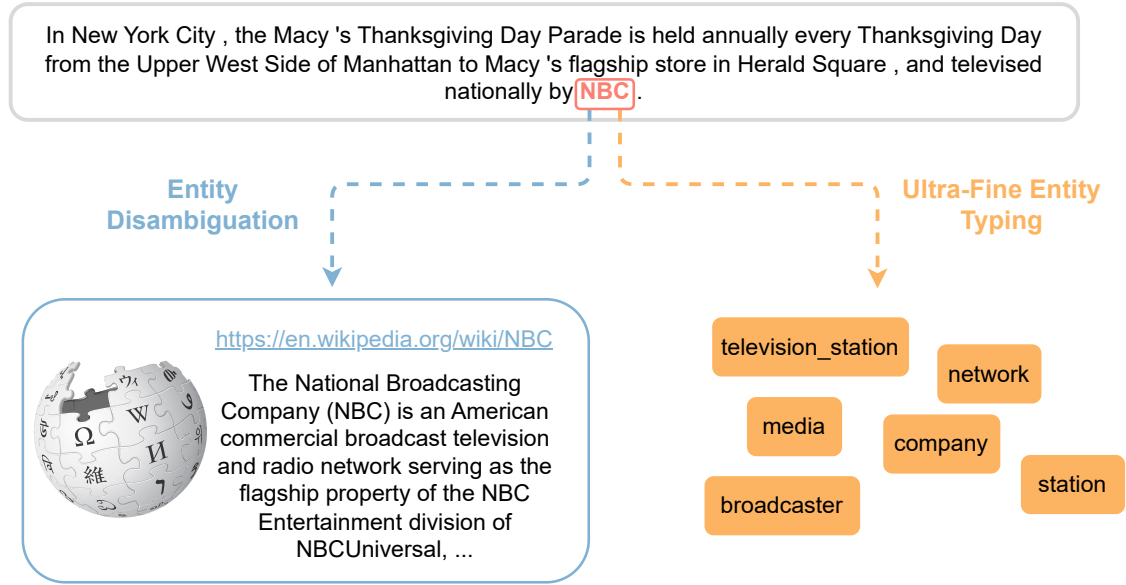 In New York City , the Macy 's Thanksgiving Day Parade is held annually every Thanksgiving Day
from the Upper West Side of Manhattan to Macy 's flagship store in Herald Square , and televised
nationally by NBC .
Entity
Disambiguation
Ultra-Fine Entity
Typing
https://en.wikipedia.org/wiki/NBC
The National Broadcasting
Company (NBC) is an American
commercial broadcast television
and radio network serving as the
flagship property of the NBC
Entertainment division of
NBCUniversal, ...
Ω
W
И
維
ウィ
television_station
network
media
company
station
broadcaster